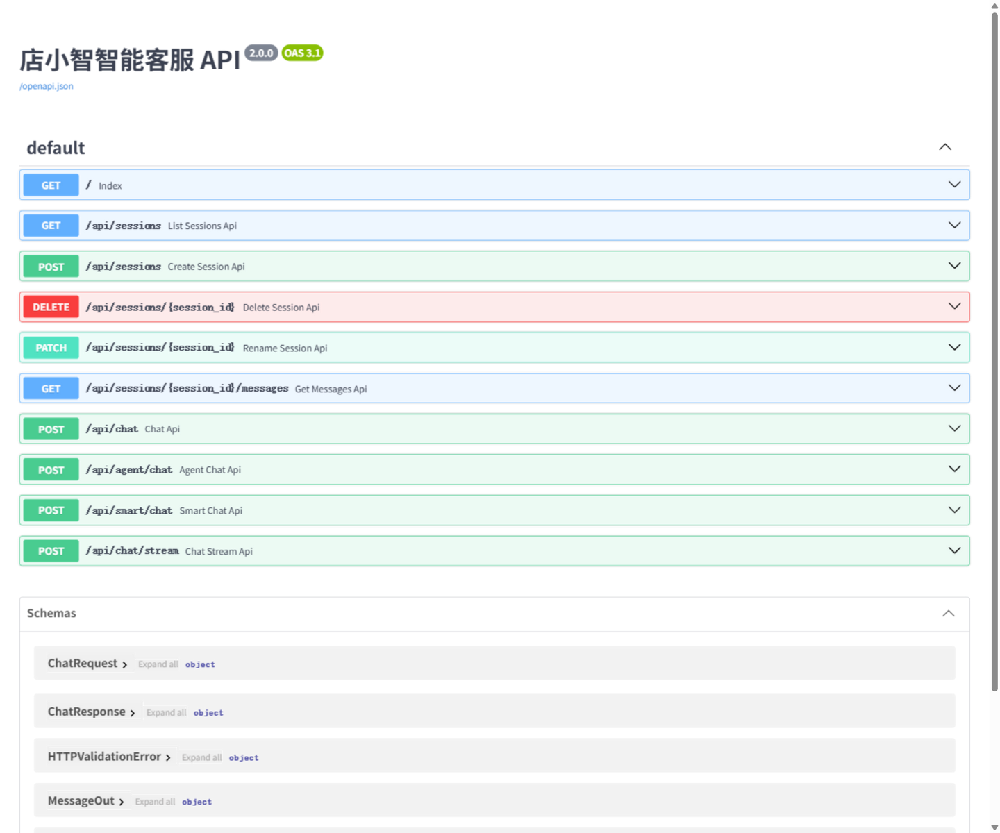 店小智智能客服 API 2.0.0 OAS 3.1
/openapi.json
default
GET / Index
GET /api/sessions List Sessions Api
POST /api/sessions Create Session Api
DELETE /api/sessions/{session_id} Delete Session Api
PATCH /api/sessions/{session_id} Rename Session Api
GET /api/sessions/{session_id}/messages Get Messages Api
POST /api/chat Chat Api
POST /api/agent/chat Agent Chat Api
POST /api/smart/chat Smart Chat Api
POST /api/chat/stream Chat Stream Api
Schemas
ChatRequest Expand all object
ChatResponse Expand all object
HTTPValidationError Expand all object
MessageOut Expand all object